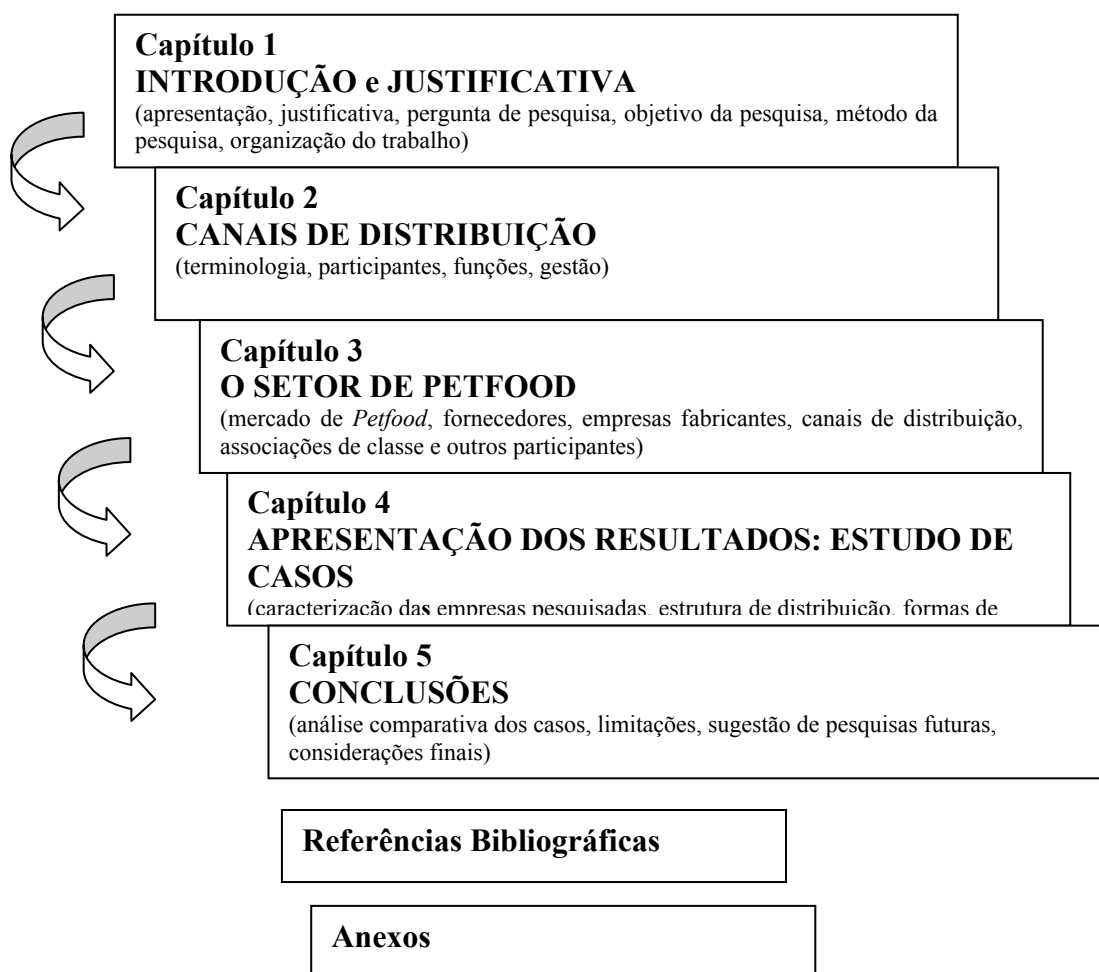 Capítulo 1
INTRODUÇÃO e JUSTIFICATIVA
(apresentação, justificativa, pergunta de pesquisa, objetivo da pesquisa, método da
pesquisa, organização do trabalho)
Capítulo 2
CANAIS DE DISTRIBUIÇÃO
(terminologia, participantes, funções, gestão)
Capítulo 3
O SETOR DE PETFOOD
(mercado de Petfood, fornecedores, empresas fabricantes, canais de distribuição,
associações de classe e outros participantes)
Capítulo 4
APRESENTAÇÃO DOS RESULTADOS: ESTUDO DE
CASOS
(caracterização das empresas pesquisadas, estrutura de distribuição, formas de
Capítulo 5
CONCLUSÕES
(análise comparativa dos casos, limitações, sugestão de pesquisas futuras,
considerações finais)
Referências Bibliográficas
Anexos